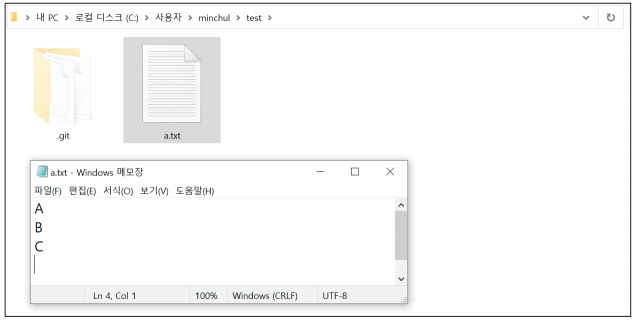 내 PC > 로컬 디스크 (C:) > 사용자 > minchul > test >
.git
a.txt
a.txt - Windows 메모장
파일(F) 편집(E) 서식(O) 보기(V) 도움말(H)
A
B
C
Ln 4, Col 1 100% Windows (CRLF) UTF-8